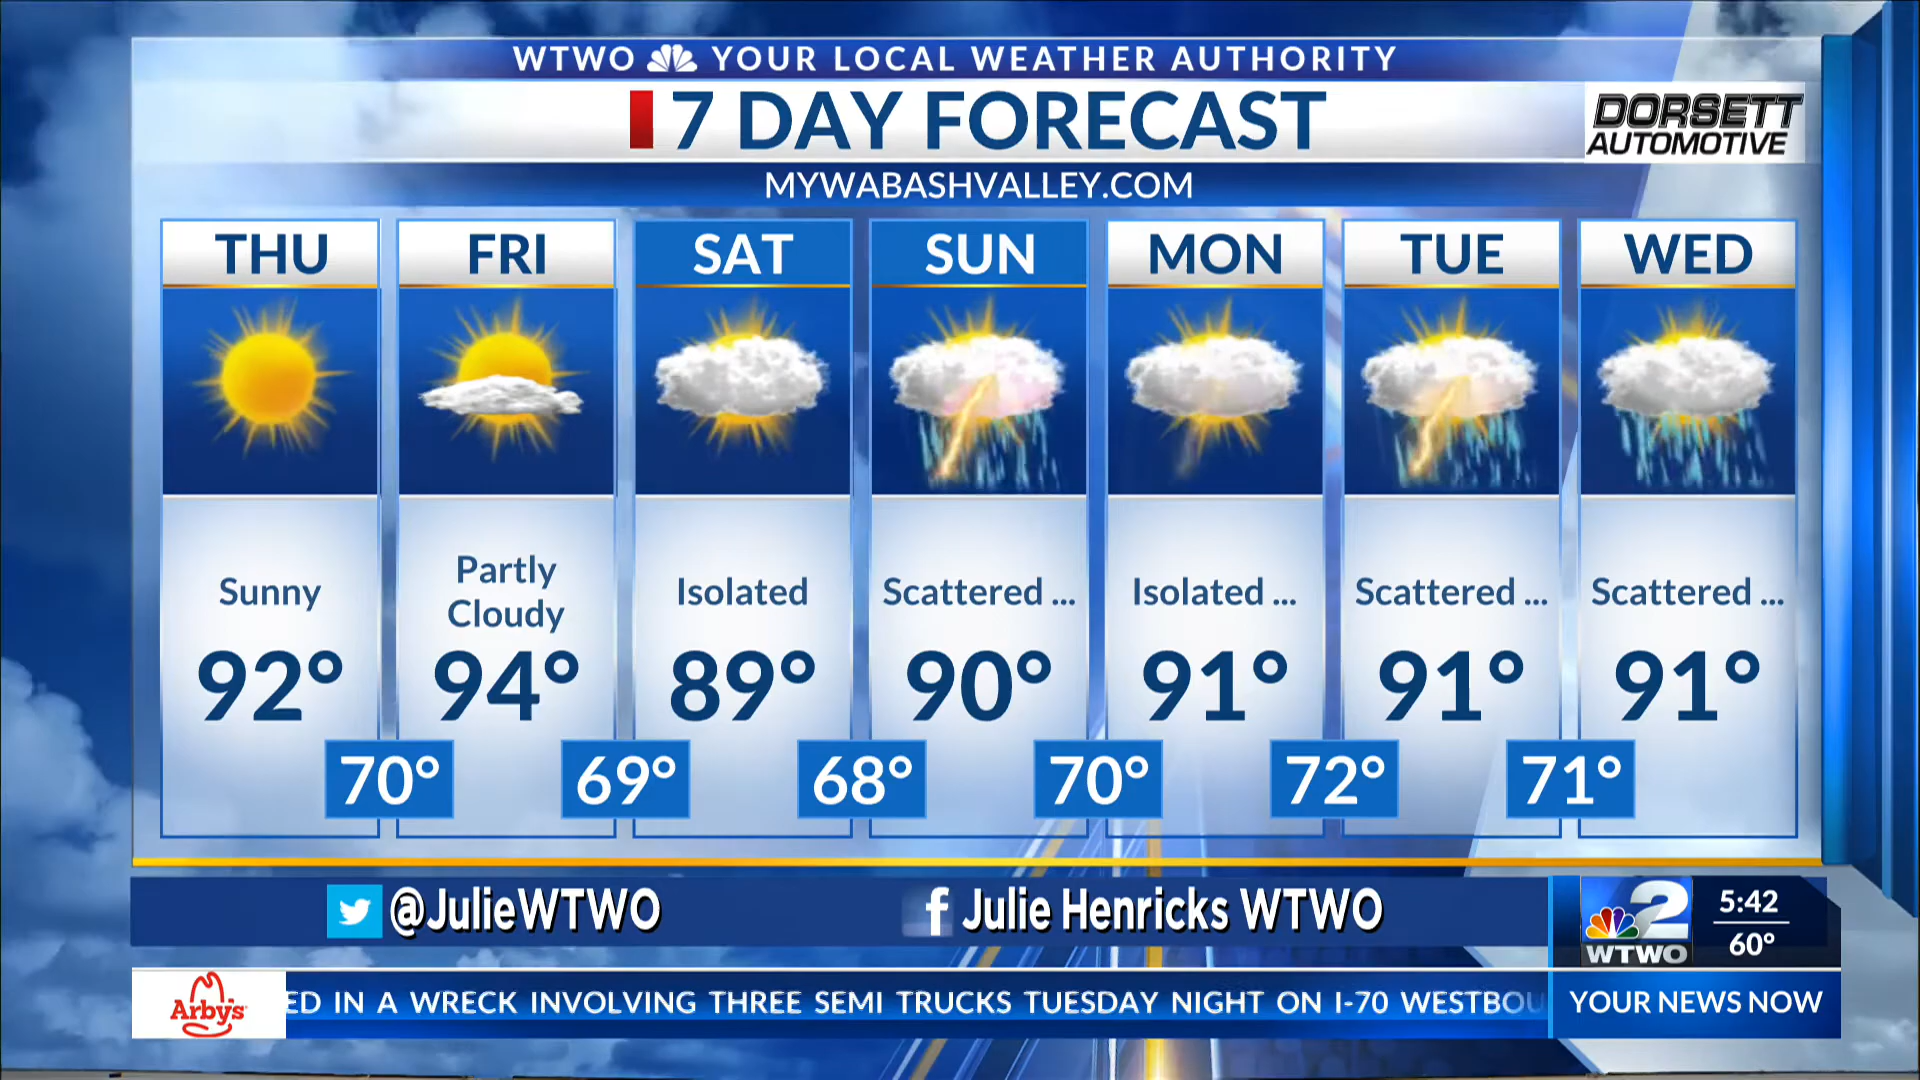 WTWO YOUR LOCAL WEATHER AUTHORITY
7 DAY FORECAST
DORSETT
AUTOMOTIVE
MYWABASHVALLEY.COM
THU FRI SAT SUN MON TUE WED
Sunny
Partly
Cloudy
Isolated
Scattered ...
Isolated ...
Scattered ...
Scattered ...
92° 94° 89° 90° 91° 91° 91°
70° 69° 68° 70° 72° 71°
@JulieWTWO
f Julie Henricks WTWO
2
WTWO
5:42
60°
Arby's
ED IN A WRECK INVOLVING THREE SEMI TRUCKS TUESDAY NIGHT ON I-70 WESTBOU
YOUR NEWS NOW